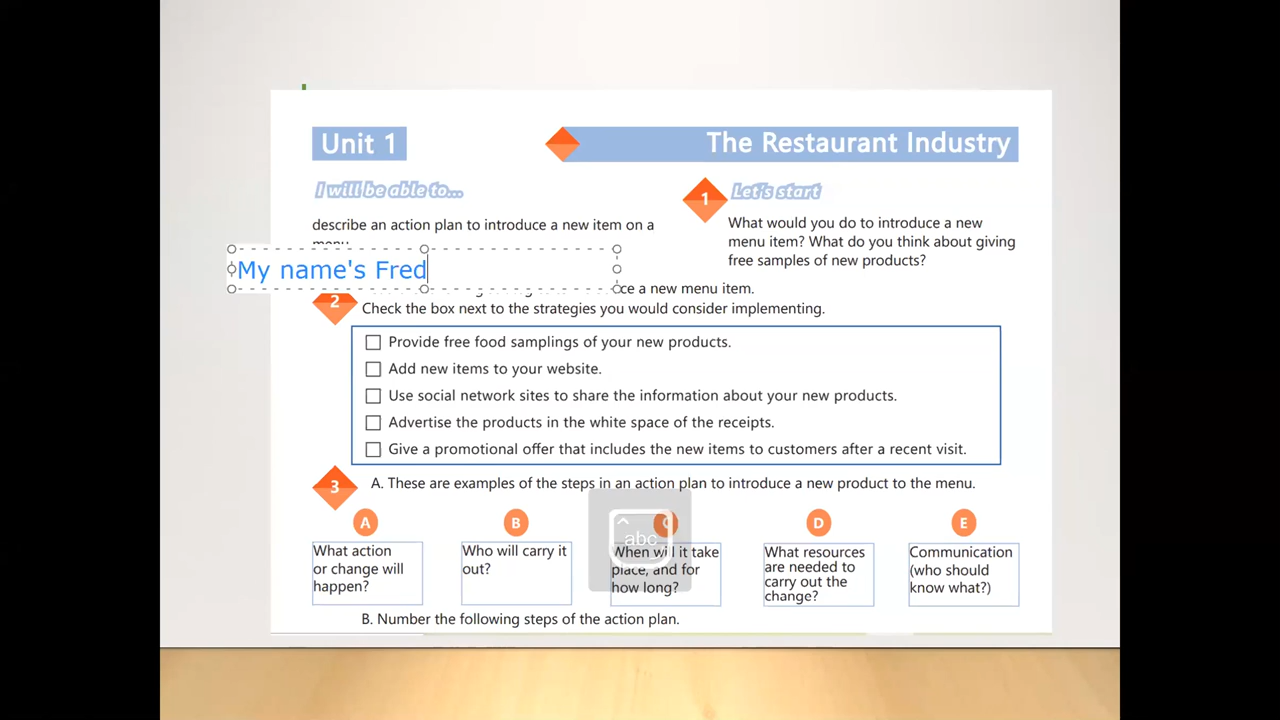 Unit 1
The Restaurant Industry
I will be able to...
describe an action plan to introduce a new item on a
menu
1
Let's start
What would you do to introduce a new
menu item? What do you think about giving
free samples of new products?
My name's Fred
2
a new menu item.
Check the box next to the strategies you would consider implementing.
Provide free food samplings of your new products.
Add new items to your website.
Use social network sites to share the information about your new products.
Advertise the products in the white space of the receipts.
Give a promotional offer that includes the new items to customers after a recent visit.
3
A. These are examples of the steps in an action plan to introduce a new product to the menu.
A
What action
or change will
happen?
B
Who will carry it
out?
C
When will it take
place, and for
how long?
D
What resources
are needed to
carry out the
change?
E
Communication
(who should
know what?)
abc
B. Number the following steps of the action plan.